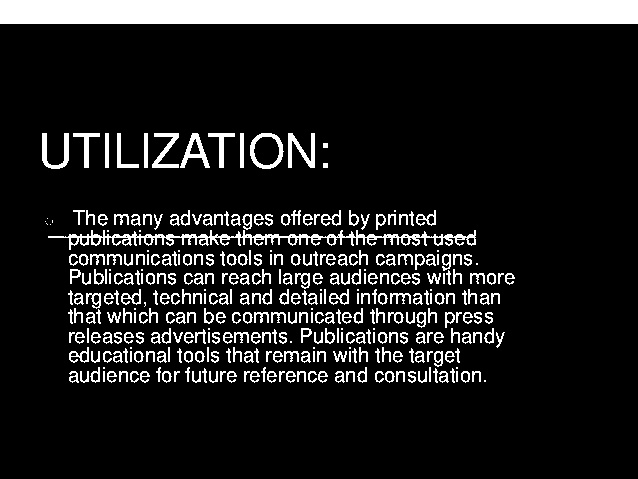 UTILIZATION:
The many advantages offered by printed
publications make them one of the most used
communications tools in outreach campaigns.
Publications can reach large audiences with more
targeted, technical and detailed information than
that which can be communicated through press
releases advertisements. Publications are handy
educational tools that remain with the target
audience for future reference and consultation.